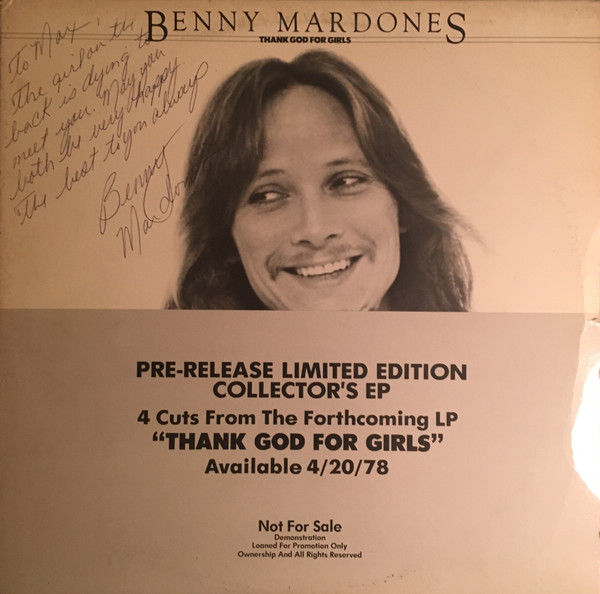 BENNY MARDONES
THANK GOD FOR GIRLS
To Max,
The girl on the
back is dying to
meet you. May you
both be very happy.
The best to you always
Benny
Mardones
PRE-RELEASE LIMITED EDITION
COLLECTOR'S EP
4 Cuts From The Forthcoming LP
"THANK GOD FOR GIRLS"
Available 4/20/78
Not For Sale
Demonstration
Loaned For Promotion Only
Ownership And All Rights Reserved